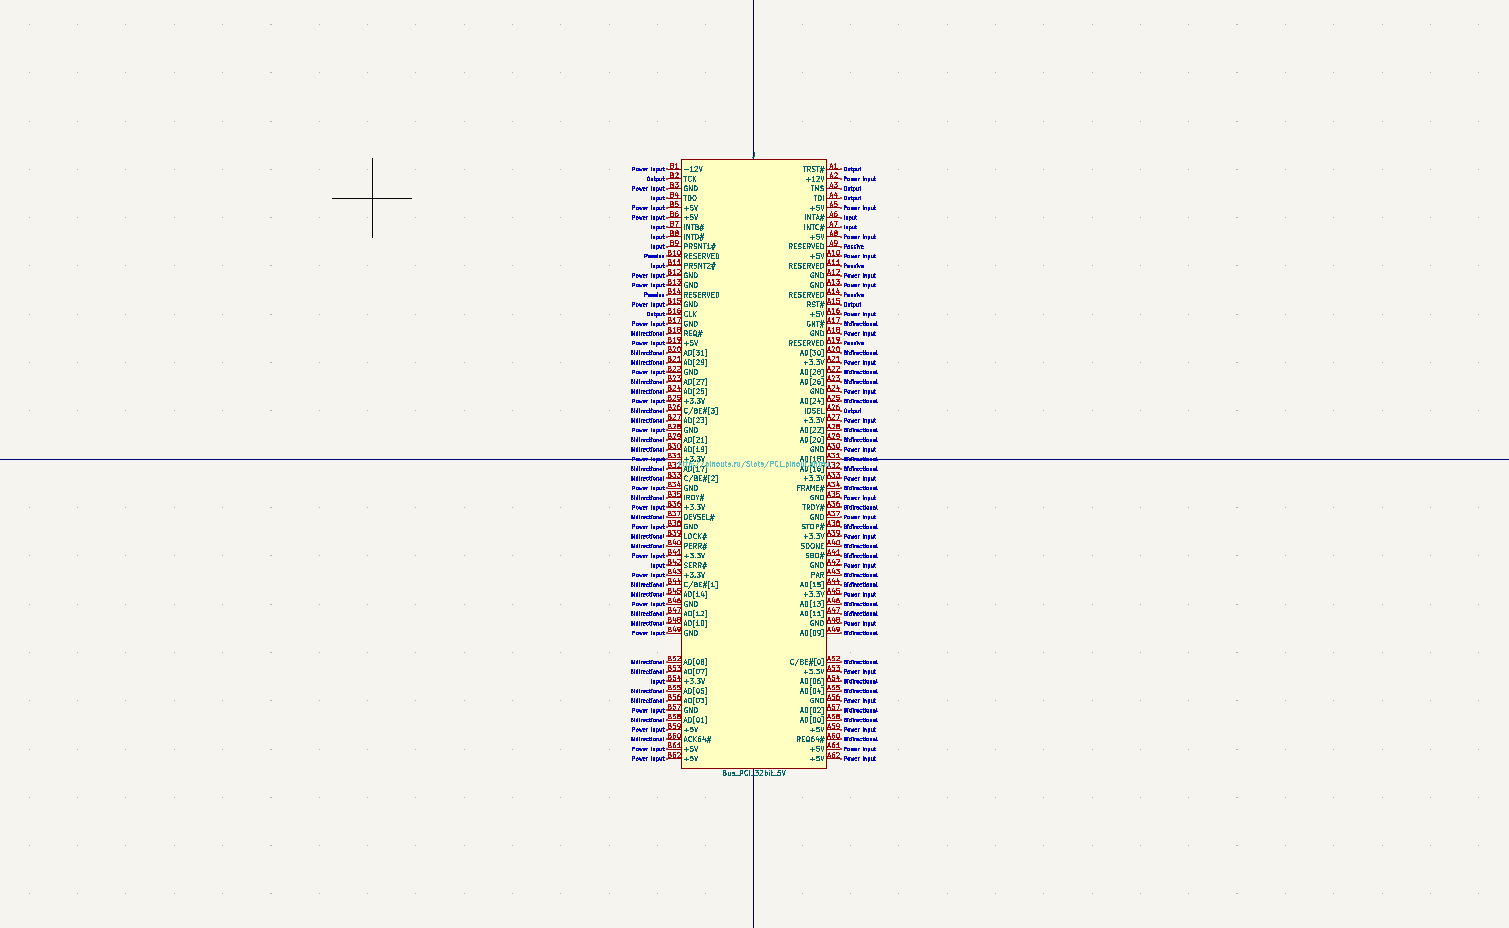 J
Power Input B1 -12V TRST# A1 Output
Output B2 TCK +12V A2 Power Input
Power Input B3 GND TMS A3 Output
Input B4 TDO TDI A4 Output
Power Input B5 +5V +5V A5 Power Input
Power Input B6 +5V INTA# A6 Input
Input B7 INTB# INTC# A7 Input
Input B8 INTD# +5V A8 Power Input
Input B9 PRSNT1# RESERVED A9 Passive
Passive B10 RESERVED +5V A10 Power Input
Input B11 PRSNT2# RESERVED A11 Passive
Power Input B12 GND GND A12 Power Input
Power Input B13 GND GND A13 Power Input
Passive B14 RESERVED RESERVED A14 Passive
Power Input B15 GND RST# A15 Output
Output B16 CLK +5V A16 Power Input
Power Input B17 GND GNT# A17 Bidirectional
Bidirectional B18 REQ# GND A18 Power Input
Power Input B19 +5V RESERVED A19 Passive
Bidirectional B20 AD[31] AD[30] A20 Bidirectional
Bidirectional B21 AD[29] +3.3V A21 Power Input
Power Input B22 GND AD[28] A22 Bidirectional
Bidirectional B23 AD[27] AD[26] A23 Bidirectional
Bidirectional B24 AD[25] GND A24 Power Input
Power Input B25 +3.3V AD[24] A25 Bidirectional
Bidirectional B26 C/BE#[3] IDSEL A26 Output
Bidirectional B27 AD[23] +3.3V A27 Power Input
Power Input B28 GND AD[22] A28 Bidirectional
Bidirectional B29 AD[21] AD[20] A29 Bidirectional
Bidirectional B30 AD[19] GND A30 Power Input
Power Input B31 +3.3V AD[18] A31 Bidirectional
Bidirectional B32 AD[17] AD[16] A32 Bidirectional
Bidirectional B33 C/BE#[2] +3.3V A33 Power Input
Power Input B34 GND FRAME# A34 Bidirectional
Bidirectional B35 IRDY# GND A35 Power Input
Power Input B36 +3.3V TRDY# A36 Bidirectional
Bidirectional B37 DEVSEL# GND A37 Power Input
Power Input B38 GND STOP# A38 Bidirectional
Bidirectional B39 LOCK# +3.3V A39 Power Input
Bidirectional B40 PERR# SDONE A40 Bidirectional
Power Input B41 +3.3V SBO# A41 Bidirectional
Input B42 SERR# GND A42 Power Input
Power Input B43 +3.3V PAR A43 Bidirectional
Bidirectional B44 C/BE#[1] AD[15] A44 Bidirectional
Bidirectional B45 AD[14] +3.3V A45 Power Input
Power Input B46 GND AD[13] A46 Bidirectional
Bidirectional B47 AD[12] AD[11] A47 Bidirectional
Bidirectional B48 AD[10] GND A48 Power Input
Power Input B49 GND AD[09] A49 Bidirectional
Bidirectional B52 AD[08] C/BE#[0] A52 Bidirectional
Bidirectional B53 AD[07] +3.3V A53 Power Input
Input B54 +3.3V AD[06] A54 Bidirectional
Bidirectional B55 AD[05] AD[04] A55 Bidirectional
Bidirectional B56 AD[03] GND A56 Power Input
Power Input B57 GND AD[02] A57 Bidirectional
Bidirectional B58 AD[01] AD[00] A58 Bidirectional
Power Input B59 +5V +5V A59 Power Input
Bidirectional B60 ACK64# REQ64# A60 Bidirectional
Power Input B61 +5V +5V A61 Power Input
Power Input B62 +5V +5V A62 Power Input
Bus_PCI_32bit_5V